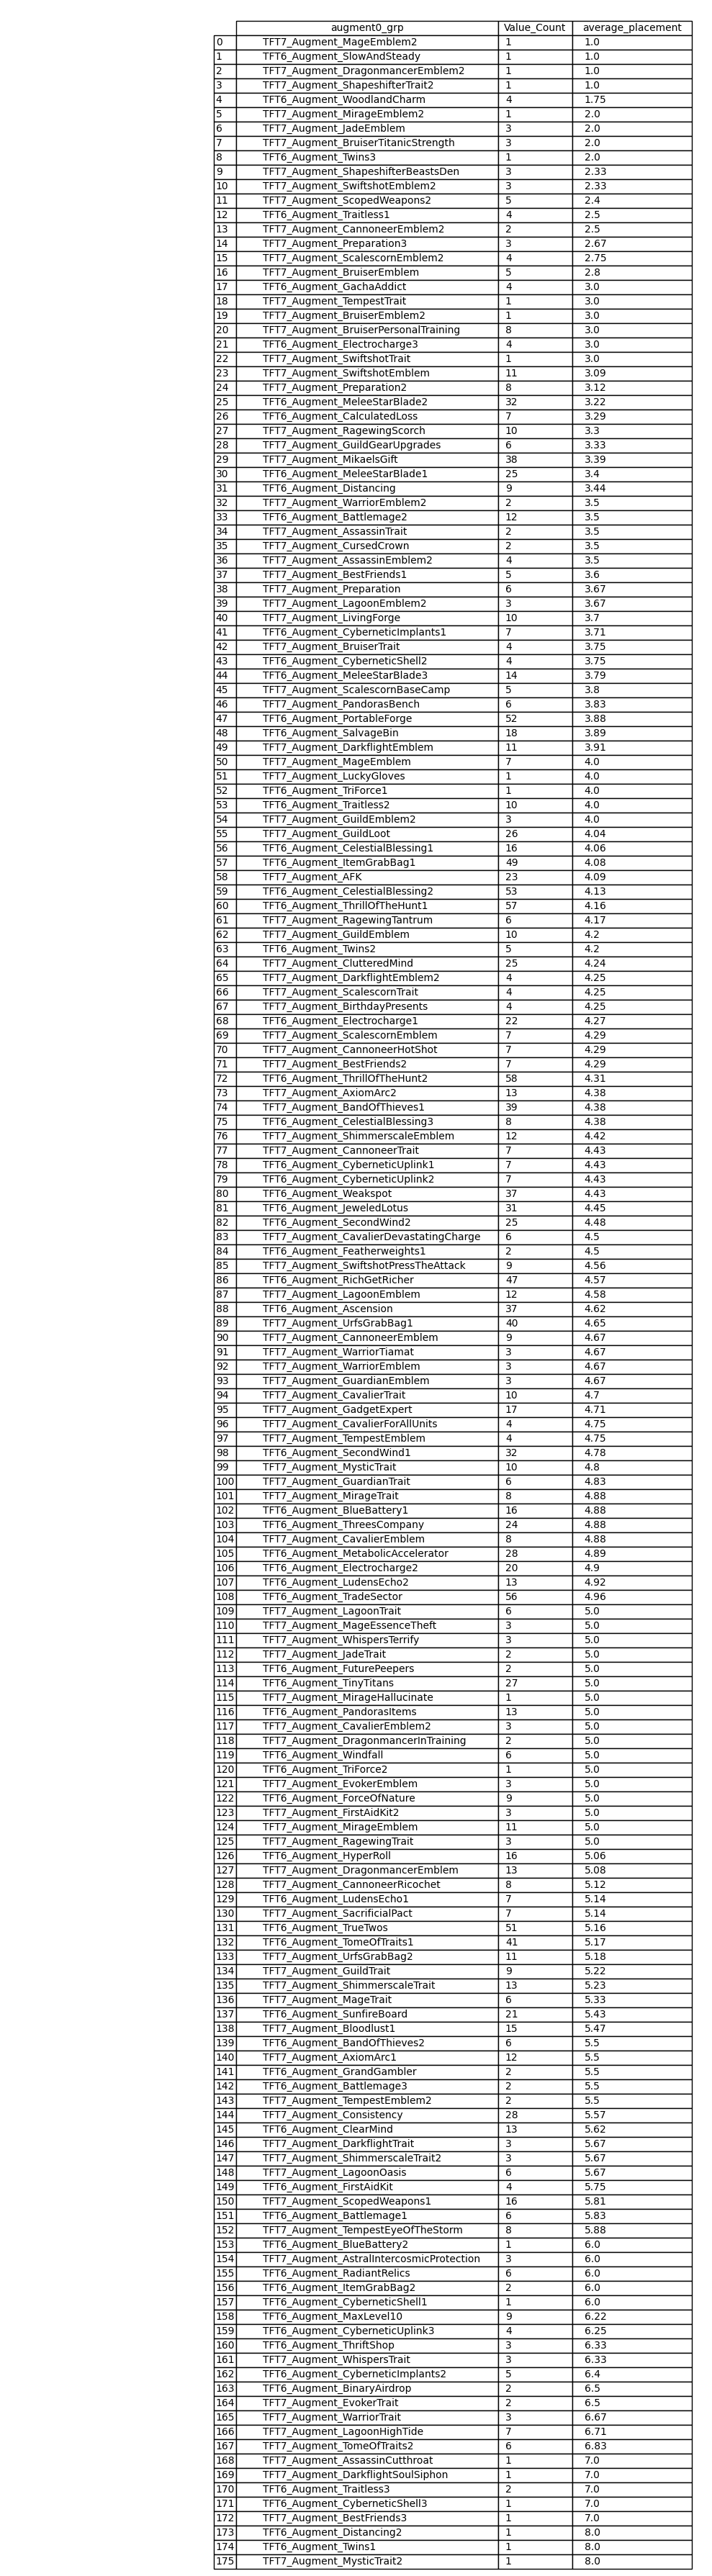 augment0_grp Value_Count average_placement
0 TFT7_Augment_MageEmblem2 1 1.0
1 TFT6_Augment_SlowAndSteady 1 1.0
2 TFT7_Augment_DragonmancerEmblem2 1 1.0
3 TFT7_Augment_ShapeshifterTrait2 1 1.0
4 TFT6_Augment_WoodlandCharm 4 1.75
5 TFT7_Augment_MirageEmblem2 1 2.0
6 TFT7_Augment_JadeEmblem 3 2.0
7 TFT7_Augment_BruiserTitanicStrength 3 2.0
8 TFT6_Augment_Twins3 1 2.0
9 TFT7_Augment_ShapeshifterBeastsDen 3 2.33
10 TFT7_Augment_SwiftshotEmblem2 3 2.33
11 TFT7_Augment_ScopedWeapons2 5 2.4
12 TFT6_Augment_Traitless1 4 2.5
13 TFT7_Augment_CannoneerEmblem2 2 2.5
14 TFT7_Augment_Preparation3 3 2.67
15 TFT7_Augment_ScalescornEmblem2 4 2.75
16 TFT7_Augment_BruiserEmblem 5 2.8
17 TFT6_Augment_GachaAddict 4 3.0
18 TFT7_Augment_TempestTrait 1 3.0
19 TFT7_Augment_BruiserEmblem2 1 3.0
20 TFT7_Augment_BruiserPersonalTraining 8 3.0
21 TFT6_Augment_Electrocharge3 4 3.0
22 TFT7_Augment_SwiftshotTrait 1 3.0
23 TFT7_Augment_SwiftshotEmblem 11 3.09
24 TFT7_Augment_Preparation2 8 3.12
25 TFT6_Augment_MeleeStarBlade2 32 3.22
26 TFT6_Augment_CalculatedLoss 7 3.29
27 TFT7_Augment_RagewingScorch 10 3.3
28 TFT7_Augment_GuildGearUpgrades 6 3.33
29 TFT7_Augment_MikaelsGift 38 3.39
30 TFT6_Augment_MeleeStarBlade1 25 3.4
31 TFT6_Augment_Distancing 9 3.44
32 TFT7_Augment_WarriorEmblem2 2 3.5
33 TFT6_Augment_Battlemage2 12 3.5
34 TFT7_Augment_AssassinTrait 2 3.5
35 TFT7_Augment_CursedCrown 2 3.5
36 TFT7_Augment_AssassinEmblem2 4 3.5
37 TFT7_Augment_BestFriends1 5 3.6
38 TFT7_Augment_Preparation 6 3.67
39 TFT7_Augment_LagoonEmblem2 3 3.67
40 TFT7_Augment_LivingForge 10 3.7
41 TFT6_Augment_CyberneticImplants1 7 3.71
42 TFT7_Augment_BruiserTrait 4 3.75
43 TFT6_Augment_CyberneticShell2 4 3.75
44 TFT6_Augment_MeleeStarBlade3 14 3.79
45 TFT7_Augment_ScalescornBaseCamp 5 3.8
46 TFT7_Augment_PandorasBench 6 3.83
47 TFT6_Augment_PortableForge 52 3.88
48 TFT6_Augment_SalvageBin 18 3.89
49 TFT7_Augment_DarkflightEmblem 11 3.91
50 TFT7_Augment_MageEmblem 7 4.0
51 TFT7_Augment_LuckyGloves 1 4.0
52 TFT6_Augment_TriForce1 1 4.0
53 TFT6_Augment_Traitless2 10 4.0
54 TFT7_Augment_GuildEmblem2 3 4.0
55 TFT7_Augment_GuildLoot 26 4.04
56 TFT6_Augment_CelestialBlessing1 16 4.06
57 TFT6_Augment_ItemGrabBag1 49 4.08
58 TFT7_Augment_AFK 23 4.09
59 TFT6_Augment_CelestialBlessing2 53 4.13
60 TFT6_Augment_ThrillOfTheHunt1 57 4.16
61 TFT7_Augment_RagewingTantrum 6 4.17
62 TFT7_Augment_GuildEmblem 10 4.2
63 TFT6_Augment_Twins2 5 4.2
64 TFT7_Augment_ClutteredMind 25 4.24
65 TFT7_Augment_DarkflightEmblem2 4 4.25
66 TFT7_Augment_ScalescornTrait 4 4.25
67 TFT7_Augment_BirthdayPresents 4 4.25
68 TFT6_Augment_Electrocharge1 22 4.27
69 TFT7_Augment_ScalescornEmblem 7 4.29
70 TFT7_Augment_CannoneerHotShot 7 4.29
71 TFT7_Augment_BestFriends2 7 4.29
72 TFT6_Augment_ThrillOfTheHunt2 58 4.31
73 TFT7_Augment_AxiomArc2 13 4.38
74 TFT7_Augment_BandOfThieves1 39 4.38
75 TFT6_Augment_CelestialBlessing3 8 4.38
76 TFT7_Augment_ShimmerscaleEmblem 12 4.42
77 TFT7_Augment_CannoneerTrait 7 4.43
78 TFT6_Augment_CyberneticUplink1 7 4.43
79 TFT6_Augment_CyberneticUplink2 7 4.43
80 TFT6_Augment_Weakspot 37 4.43
81 TFT6_Augment_JeweledLotus 31 4.45
82 TFT6_Augment_SecondWind2 25 4.48
83 TFT7_Augment_CavalierDevastatingCharge 6 4.5
84 TFT6_Augment_Featherweights1 2 4.5
85 TFT7_Augment_SwiftshotPressTheAttack 9 4.56
86 TFT6_Augment_RichGetRicher 47 4.57
87 TFT7_Augment_LagoonEmblem 12 4.58
88 TFT6_Augment_Ascension 37 4.62
89 TFT7_Augment_UrfsGrabBag1 40 4.65
90 TFT7_Augment_CannoneerEmblem 9 4.67
91 TFT7_Augment_WarriorTiamat 3 4.67
92 TFT7_Augment_WarriorEmblem 3 4.67
93 TFT7_Augment_GuardianEmblem 3 4.67
94 TFT7_Augment_CavalierTrait 10 4.7
95 TFT7_Augment_GadgetExpert 17 4.71
96 TFT7_Augment_CavalierForAllUnits 4 4.75
97 TFT7_Augment_TempestEmblem 4 4.75
98 TFT6_Augment_SecondWind1 32 4.78
99 TFT7_Augment_MysticTrait 10 4.8
100 TFT7_Augment_GuardianTrait 6 4.83
101 TFT7_Augment_MirageTrait 8 4.88
102 TFT6_Augment_BlueBattery1 16 4.88
103 TFT6_Augment_ThreesCompany 24 4.88
104 TFT7_Augment_CavalierEmblem 8 4.88
105 TFT6_Augment_MetabolicAccelerator 28 4.89
106 TFT6_Augment_Electrocharge2 20 4.9
107 TFT6_Augment_LudensEcho2 13 4.92
108 TFT6_Augment_TradeSector 56 4.96
109 TFT7_Augment_LagoonTrait 6 5.0
110 TFT7_Augment_MageEssenceTheft 3 5.0
111 TFT7_Augment_WhispersTerrify 3 5.0
112 TFT7_Augment_JadeTrait 2 5.0
113 TFT6_Augment_FuturePeepers 2 5.0
114 TFT6_Augment_TinyTitans 27 5.0
115 TFT7_Augment_MirageHallucinate 1 5.0
116 TFT6_Augment_PandorasItems 13 5.0
117 TFT7_Augment_CavalierEmblem2 3 5.0
118 TFT7_Augment_DragonmancerInTraining 2 5.0
119 TFT6_Augment_Windfall 6 5.0
120 TFT6_Augment_TriForce2 1 5.0
121 TFT7_Augment_EvokerEmblem 3 5.0
122 TFT6_Augment_ForceOfNature 9 5.0
123 TFT7_Augment_FirstAidKit2 3 5.0
124 TFT7_Augment_MirageEmblem 11 5.0
125 TFT7_Augment_RagewingTrait 3 5.0
126 TFT6_Augment_HyperRoll 16 5.06
127 TFT7_Augment_DragonmancerEmblem 13 5.08
128 TFT7_Augment_CannoneerRicochet 8 5.12
129 TFT6_Augment_LudensEcho1 7 5.14
130 TFT7_Augment_SacrificialPact 7 5.14
131 TFT6_Augment_TrueTwos 51 5.16
132 TFT6_Augment_TomeOfTraits1 41 5.17
133 TFT7_Augment_UrfsGrabBag2 11 5.18
134 TFT7_Augment_GuildTrait 9 5.22
135 TFT7_Augment_ShimmerscaleTrait 13 5.23
136 TFT7_Augment_MageTrait 6 5.33
137 TFT6_Augment_SunfireBoard 21 5.43
138 TFT7_Augment_Bloodlust1 15 5.47
139 TFT7_Augment_BandOfThieves2 6 5.5
140 TFT7_Augment_AxiomArc1 12 5.5
141 TFT6_Augment_GrandGambler 2 5.5
142 TFT6_Augment_Battlemage3 2 5.5
143 TFT7_Augment_TempestEmblem2 2 5.5
144 TFT7_Augment_Consistency 28 5.57
145 TFT6_Augment_ClearMind 13 5.62
146 TFT7_Augment_DarkflightTrait 3 5.67
147 TFT7_Augment_ShimmerscaleTrait2 3 5.67
148 TFT7_Augment_LagoonOasis 6 5.67
149 TFT6_Augment_FirstAidKit 4 5.75
150 TFT7_Augment_ScopedWeapons1 16 5.81
151 TFT6_Augment_Battlemage1 6 5.83
152 TFT7_Augment_TempestEyeOfTheStorm 8 5.88
153 TFT6_Augment_BlueBattery2 1 6.0
154 TFT7_Augment_AstralIntercosmicProtection 3 6.0
155 TFT6_Augment_RadiantRelics 6 6.0
156 TFT6_Augment_ItemGrabBag2 2 6.0
157 TFT6_Augment_CyberneticShell1 1 6.0
158 TFT6_Augment_MaxLevel10 9 6.22
159 TFT6_Augment_CyberneticUplink3 4 6.25
160 TFT6_Augment_ThriftShop 3 6.33
161 TFT7_Augment_WhispersTrait 3 6.33
162 TFT6_Augment_CyberneticImplants2 5 6.4
163 TFT6_Augment_BinaryAirdrop 2 6.5
164 TFT7_Augment_EvokerTrait 2 6.5
165 TFT7_Augment_WarriorTrait 3 6.67
166 TFT7_Augment_LagoonHighTide 7 6.71
167 TFT6_Augment_TomeOfTraits2 6 6.83
168 TFT7_Augment_AssassinCutthroat 1 7.0
169 TFT7_Augment_DarkflightSoulSiphon 1 7.0
170 TFT6_Augment_Traitless3 2 7.0
171 TFT6_Augment_CyberneticShell3 1 7.0
172 TFT7_Augment_BestFriends3 1 7.0
173 TFT6_Augment_Distancing2 1 8.0
174 TFT6_Augment_Twins1 1 8.0
175 TFT7_Augment_MysticTrait2 1 8.0